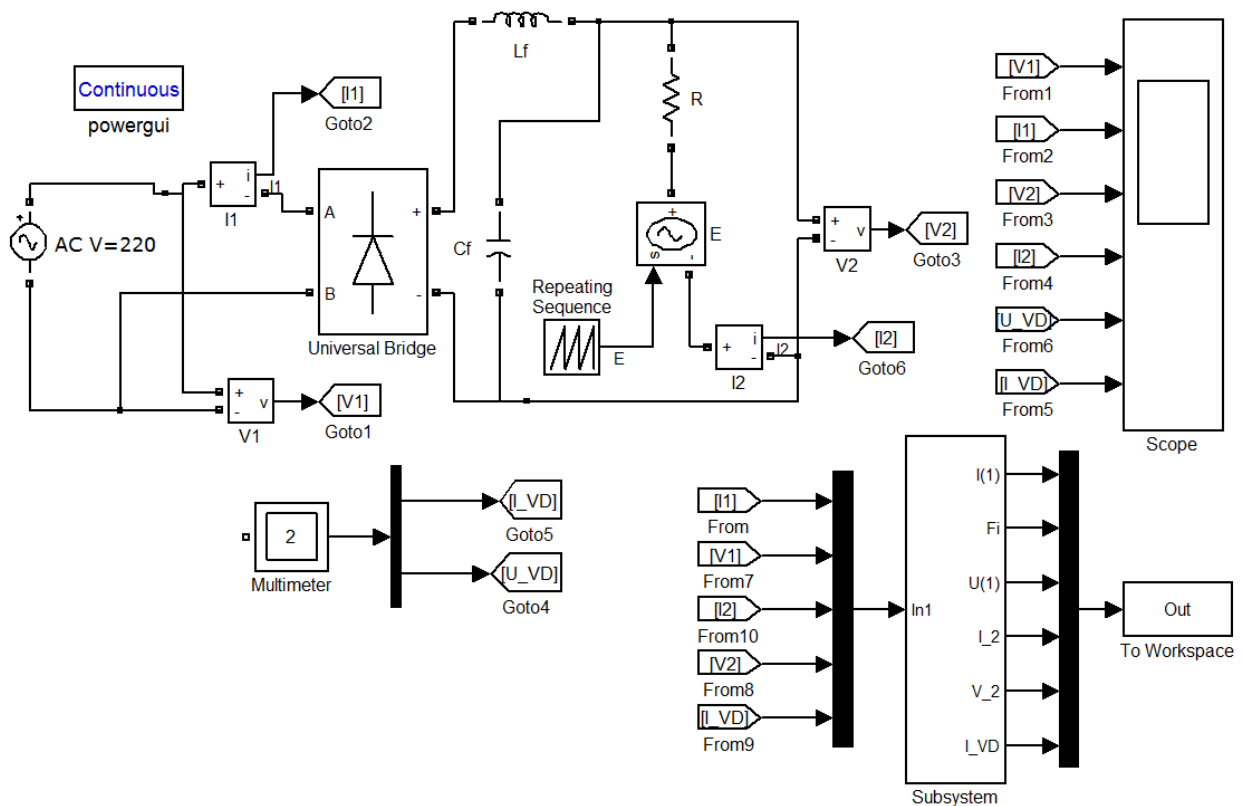 Continuous
powergui
[I1]
Goto2
+
i
-
I1
I1
+
AC V=220
A
B
+
-
Universal Bridge
Lf
Cf
R
+
s
-
E
Repeating
Sequence
E
+
i
-
I2
I2
[I2]
Goto6
+
-
v
V2
[V2]
Goto3
+
-
v
V1
[V1]
Goto1
[V1]
From1
[I1]
From2
[V2]
From3
[I2]
From4
[U_VD]
From6
[I_VD]
From5
Scope
2
Multimeter
[I_VD]
Goto5
[U_VD]
Goto4
[I1]
From
[V1]
From7
[I2]
From10
[V2]
From8
[I_VD]
From9
In1
I(1)
Fi
U(1)
I_2
V_2
I_VD
Subsystem
Out
To Workspace